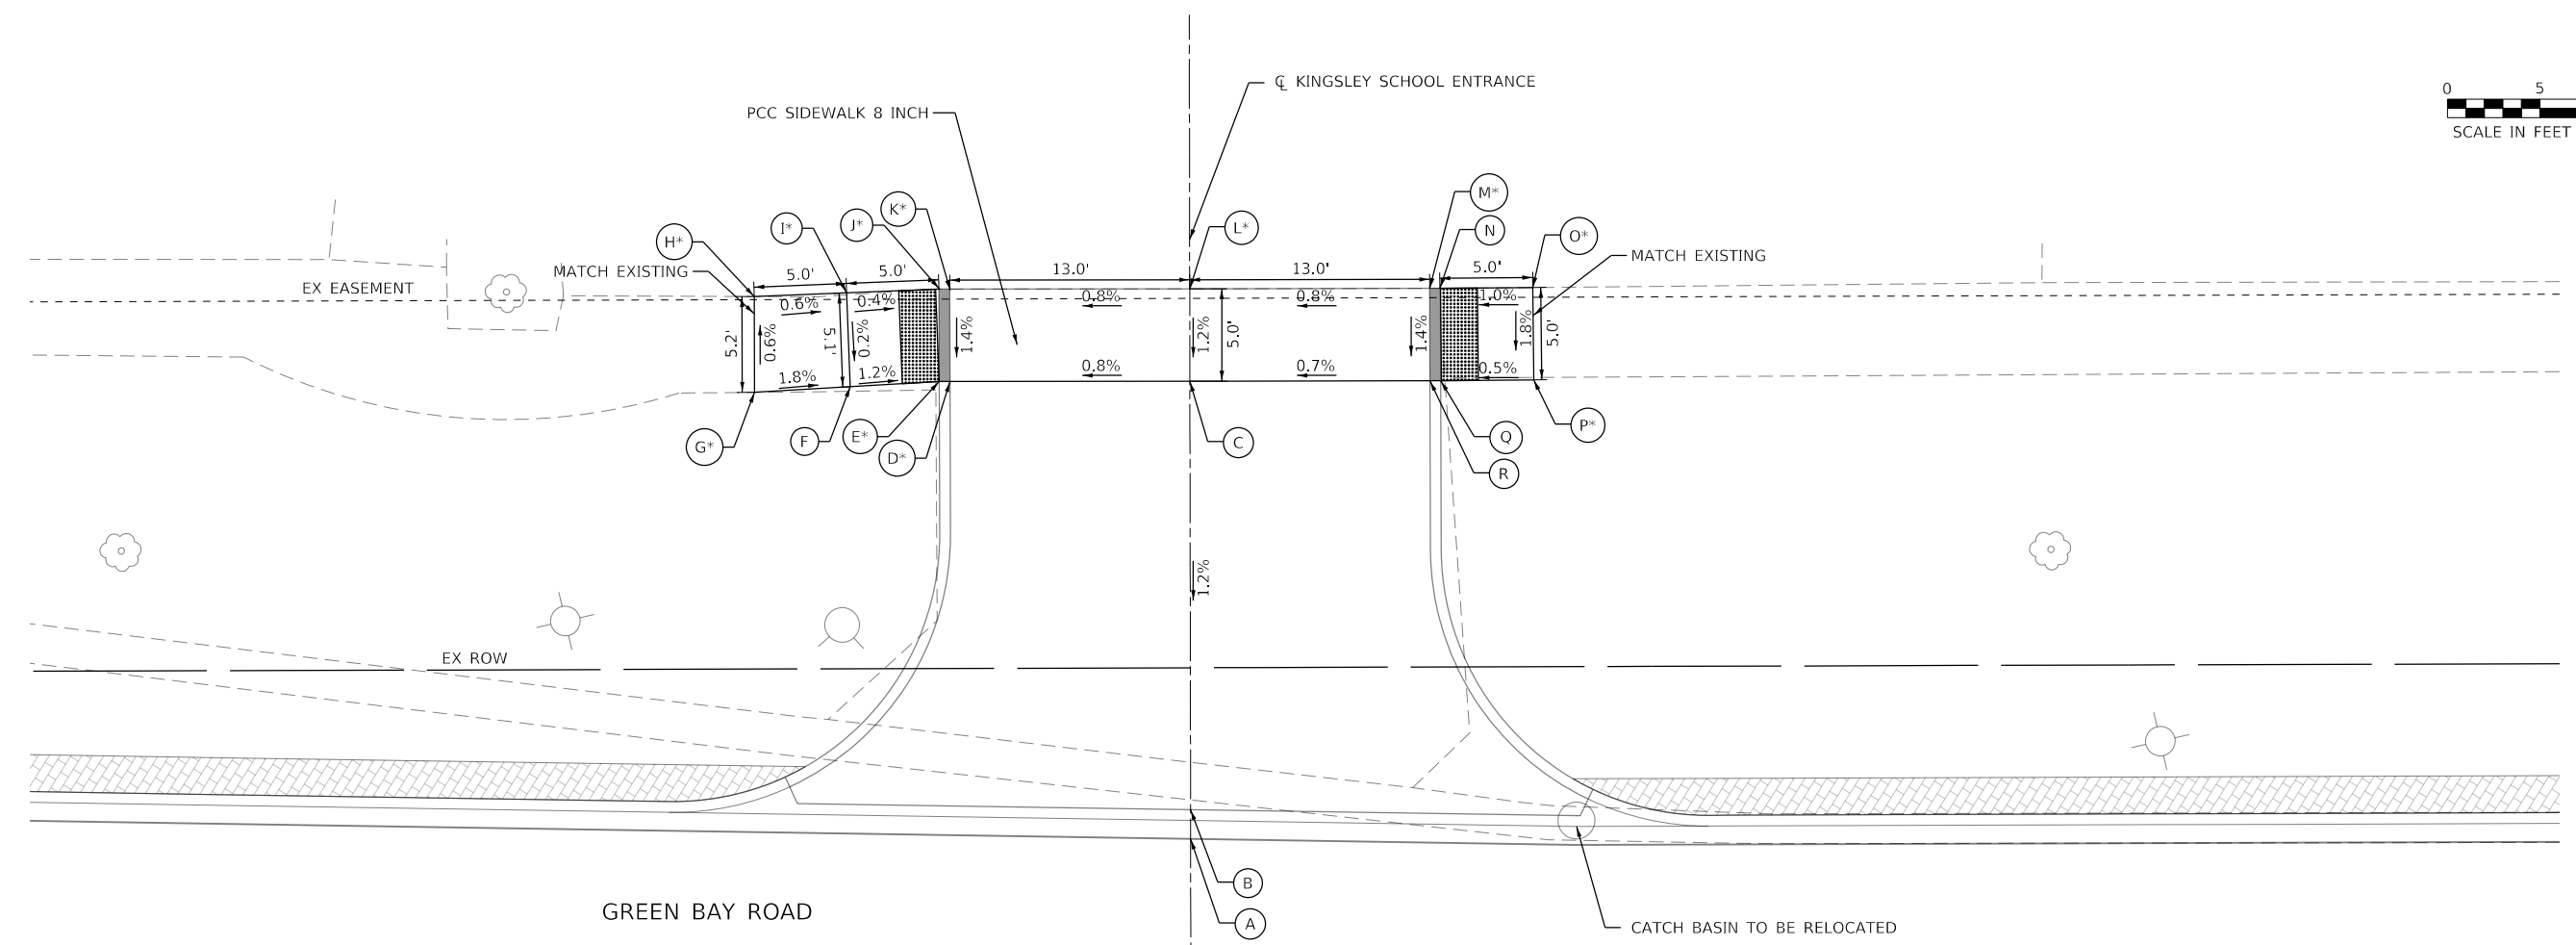 ℄ KINGSLEY SCHOOL ENTRANCE
PCC SIDEWALK 8 INCH
0 5
SCALE IN FEET
M*
K*
J*
I*
H*
L*
N
O*
MATCH EXISTING
MATCH EXISTING
EX EASEMENT
5.0'
5.0'
13.0'
13.0'
5.0'
0.6%
0.4%
0.8%
0.8%
1.0%
5.2'
0.6%
5.1'
0.2%
1.4%
1.2%
5.0'
1.4%
1.8%
5.0'
1.8%
1.2%
0.8%
0.7%
0.5%
G*
F
E*
D*
C
Q
R
P*
1.2%
EX ROW
B
A
GREEN BAY ROAD
CATCH BASIN TO BE RELOCATED